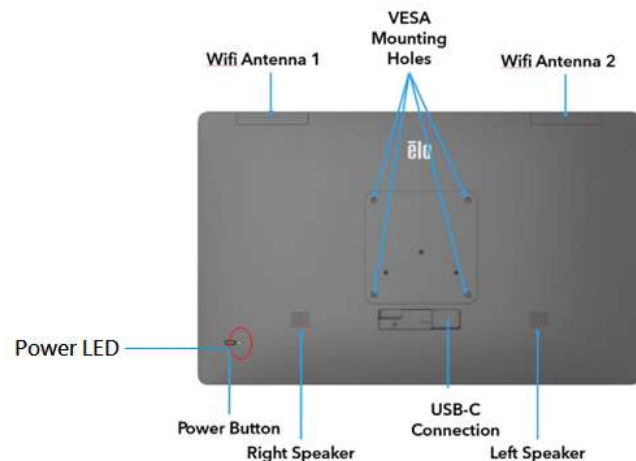 VESA
Mounting
Holes
Wifi Antenna 1
Wifi Antenna 2
ēlo
Power LED
Power Button
Right Speaker
USB-C
Connection
Left Speaker